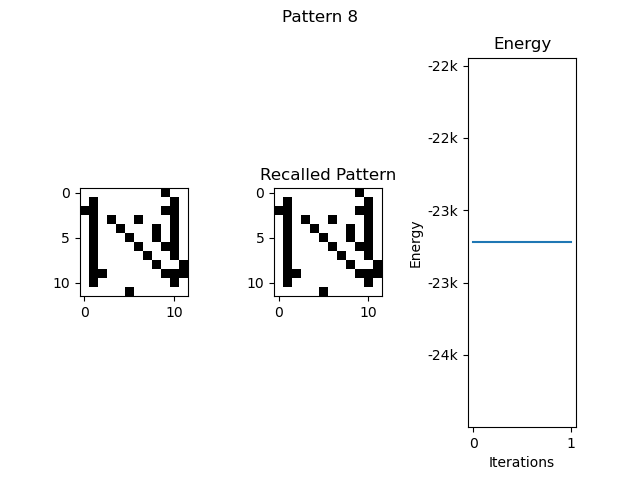 Pattern 8
Recalled Pattern
Energy
0
5
10
0
10
0
5
10
0
10
Energy
-22k
-22k
-23k
-23k
-24k
0
1
Iterations